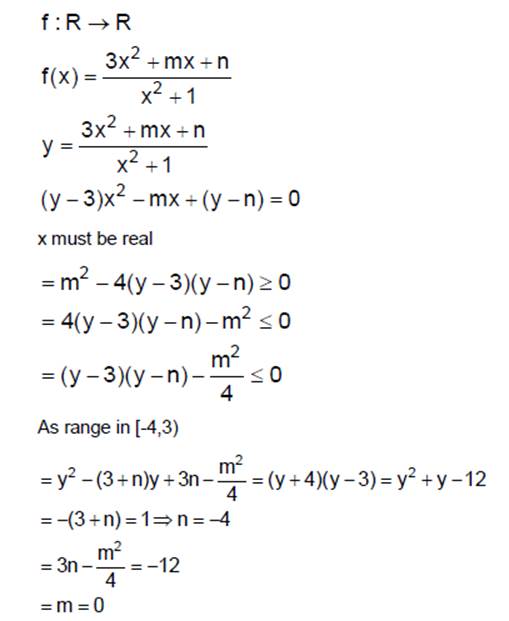 f : R → R
f(x) = (3x² + mx + n)/(x² + 1)
y = (3x² + mx + n)/(x² + 1)
(y – 3)x² – mx + (y – n) = 0
x must be real
= m² – 4(y – 3)(y – n) ≥ 0
= 4(y – 3)(y – n) – m² ≤ 0
= (y – 3)(y – n) – m²/4 ≤ 0
As range in [-4,3)
= y² – (3 + n)y + 3n – m²/4 = (y + 4)(y – 3) = y² + y – 12
= –(3 + n) = 1 ⇒ n = –4
= 3n – m²/4 = –12
= m = 0